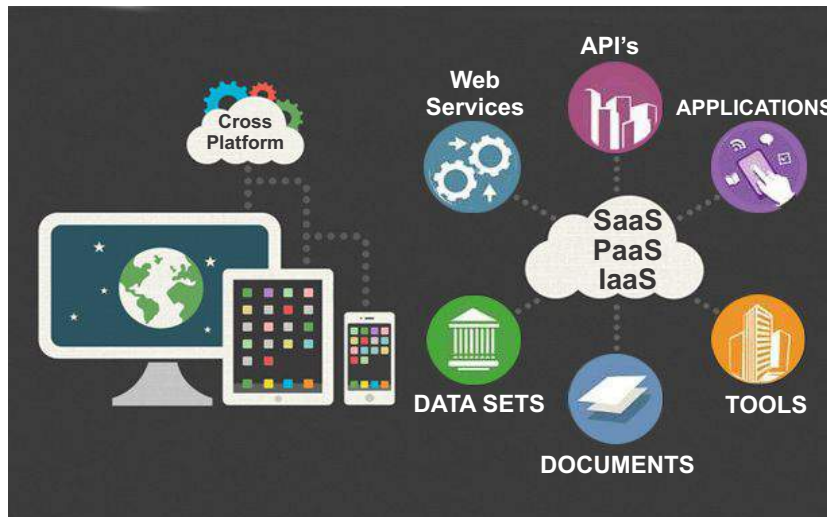 Cross
Platform
API's
Web
Services
APPLICATIONS
SaaS
PaaS
IaaS
DATA SETS
TOOLS
DOCUMENTS